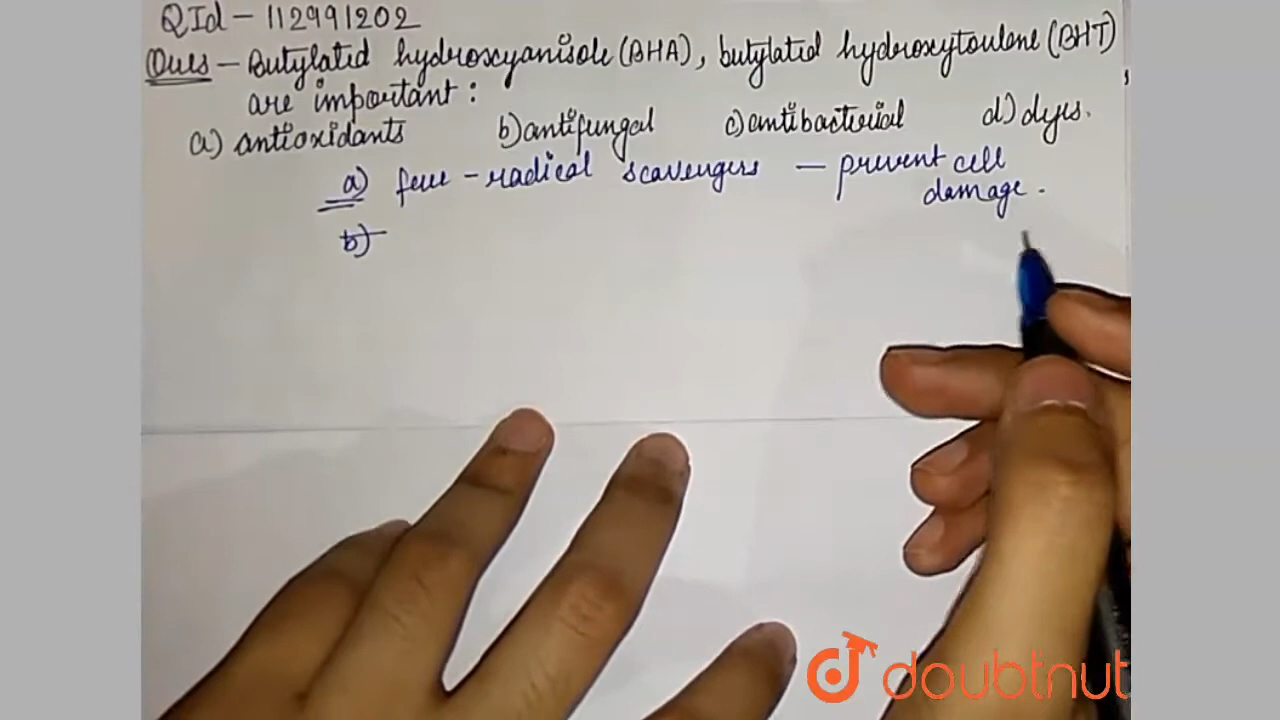 QId - 112991202
Ques - Butylated hydroxyanisole (BHA), butylated hydroxytoulene (BHT),
are important :
a) antioxidants b) antifungal c) antibacterial d) dyes.
a) free - radical scavengers - prevent cell
damage.
b)
doubtnut